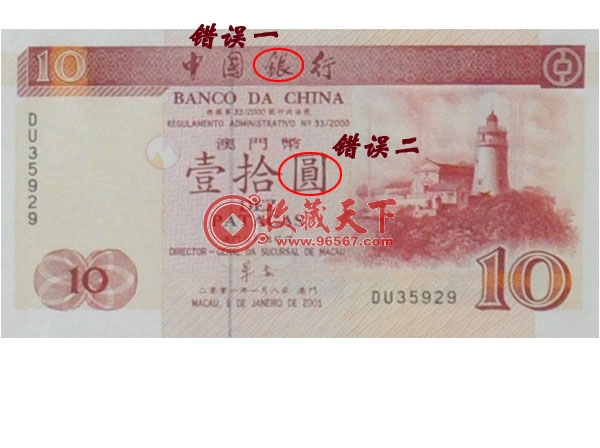 错误一
10 中国银行
BANCO DA CHINA
根據第33/2000號行政法規
REGULAMENTO ADMINISTRATIVO Nº 33/2000
澳門幣
错误二
壹拾圓
DEZ
PATACAS
收藏天下
www.96567.com
DIRECTOR - GERAL DA SUCURSAL DE MACAU
二零零一年一月八日 澳門
MACAU, 8 DE JANEIRO DE 2001
DU35929
DU35929
10
10